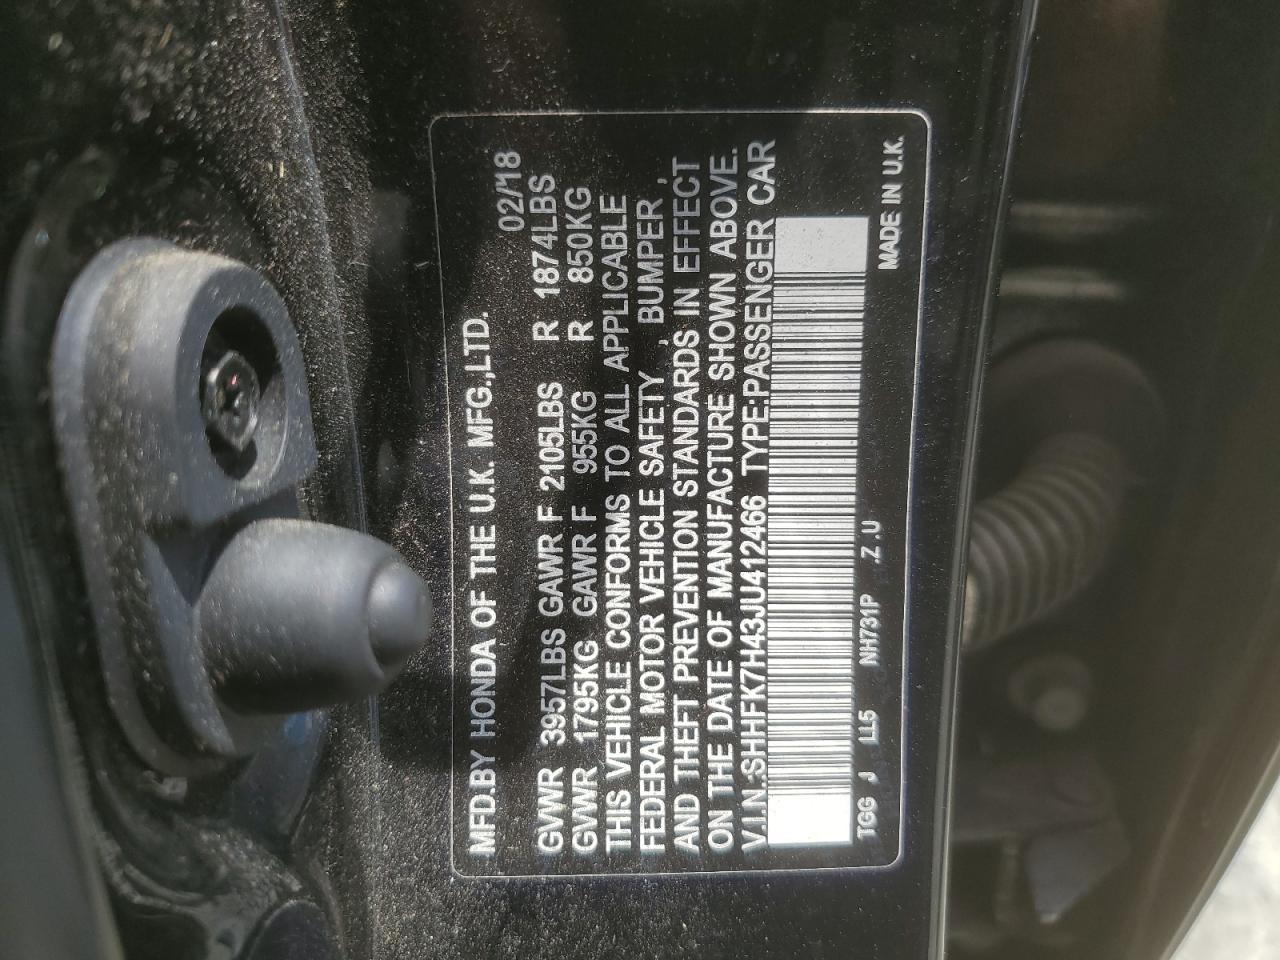 MFD.BY HONDA OF THE U.K. MFG.,LTD.
02/18
GVWR 3957LBS GAWR F 2105LBS R 1874LBS
GVWR 1795KG GAWR F 955KG R 850KG
THIS VEHICLE CONFORMS TO ALL APPLICABLE
FEDERAL MOTOR VEHICLE SAFETY , BUMPER ,
AND THEFT PREVENTION STANDARDS IN EFFECT
ON THE DATE OF MANUFACTURE SHOWN ABOVE.
V.I.N.:SHHFK7H43JU412466 TYPE:PASSENGER CAR
TGG J LL5 NH731P .Z .U MADE IN U.K.